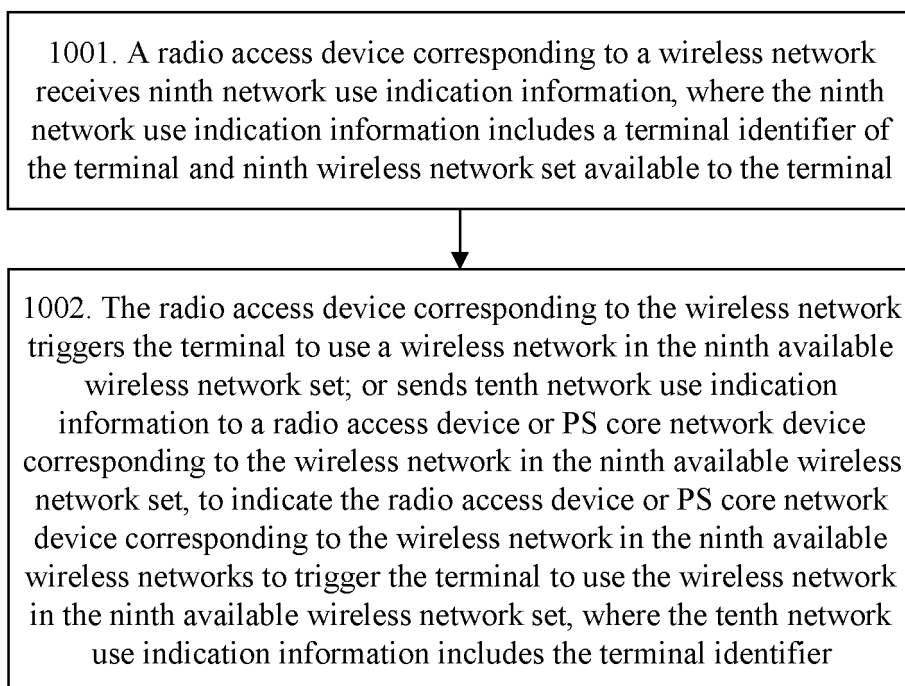 1001. A radio access device corresponding to a wireless network
receives ninth network use indication information, where the ninth
network use indication information includes a terminal identifier of
the terminal and ninth wireless network set available to the terminal
1002. The radio access device corresponding to the wireless network
triggers the terminal to use a wireless network in the ninth available
wireless network set; or sends tenth network use indication
information to a radio access device or PS core network device
corresponding to the wireless network in the ninth available wireless
network set, to indicate the radio access device or PS core network
device corresponding to the wireless network in the ninth available
wireless networks to trigger the terminal to use the wireless network
in the ninth available wireless network set, where the tenth network
use indication information includes the terminal identifier